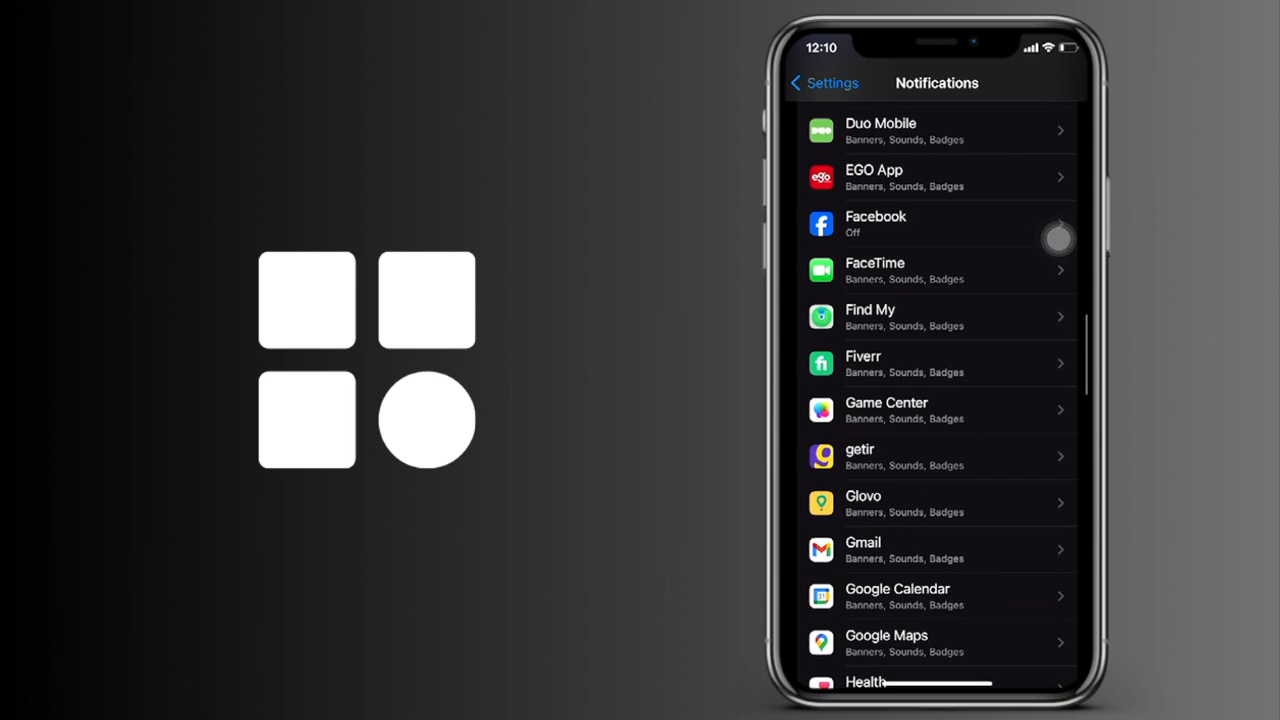 12:10
Settings
Notifications
Duo Mobile
Banners, Sounds, Badges
EGO App
Banners, Sounds, Badges
Facebook
Off
FaceTime
Banners, Sounds, Badges
Find My
Banners, Sounds, Badges
Fiverr
Banners, Sounds, Badges
Game Center
Banners, Sounds, Badges
getir
Banners, Sounds, Badges
Glovo
Banners, Sounds, Badges
Gmail
Banners, Sounds, Badges
Google Calendar
Banners, Sounds, Badges
Google Maps
Banners, Sounds, Badges
Health